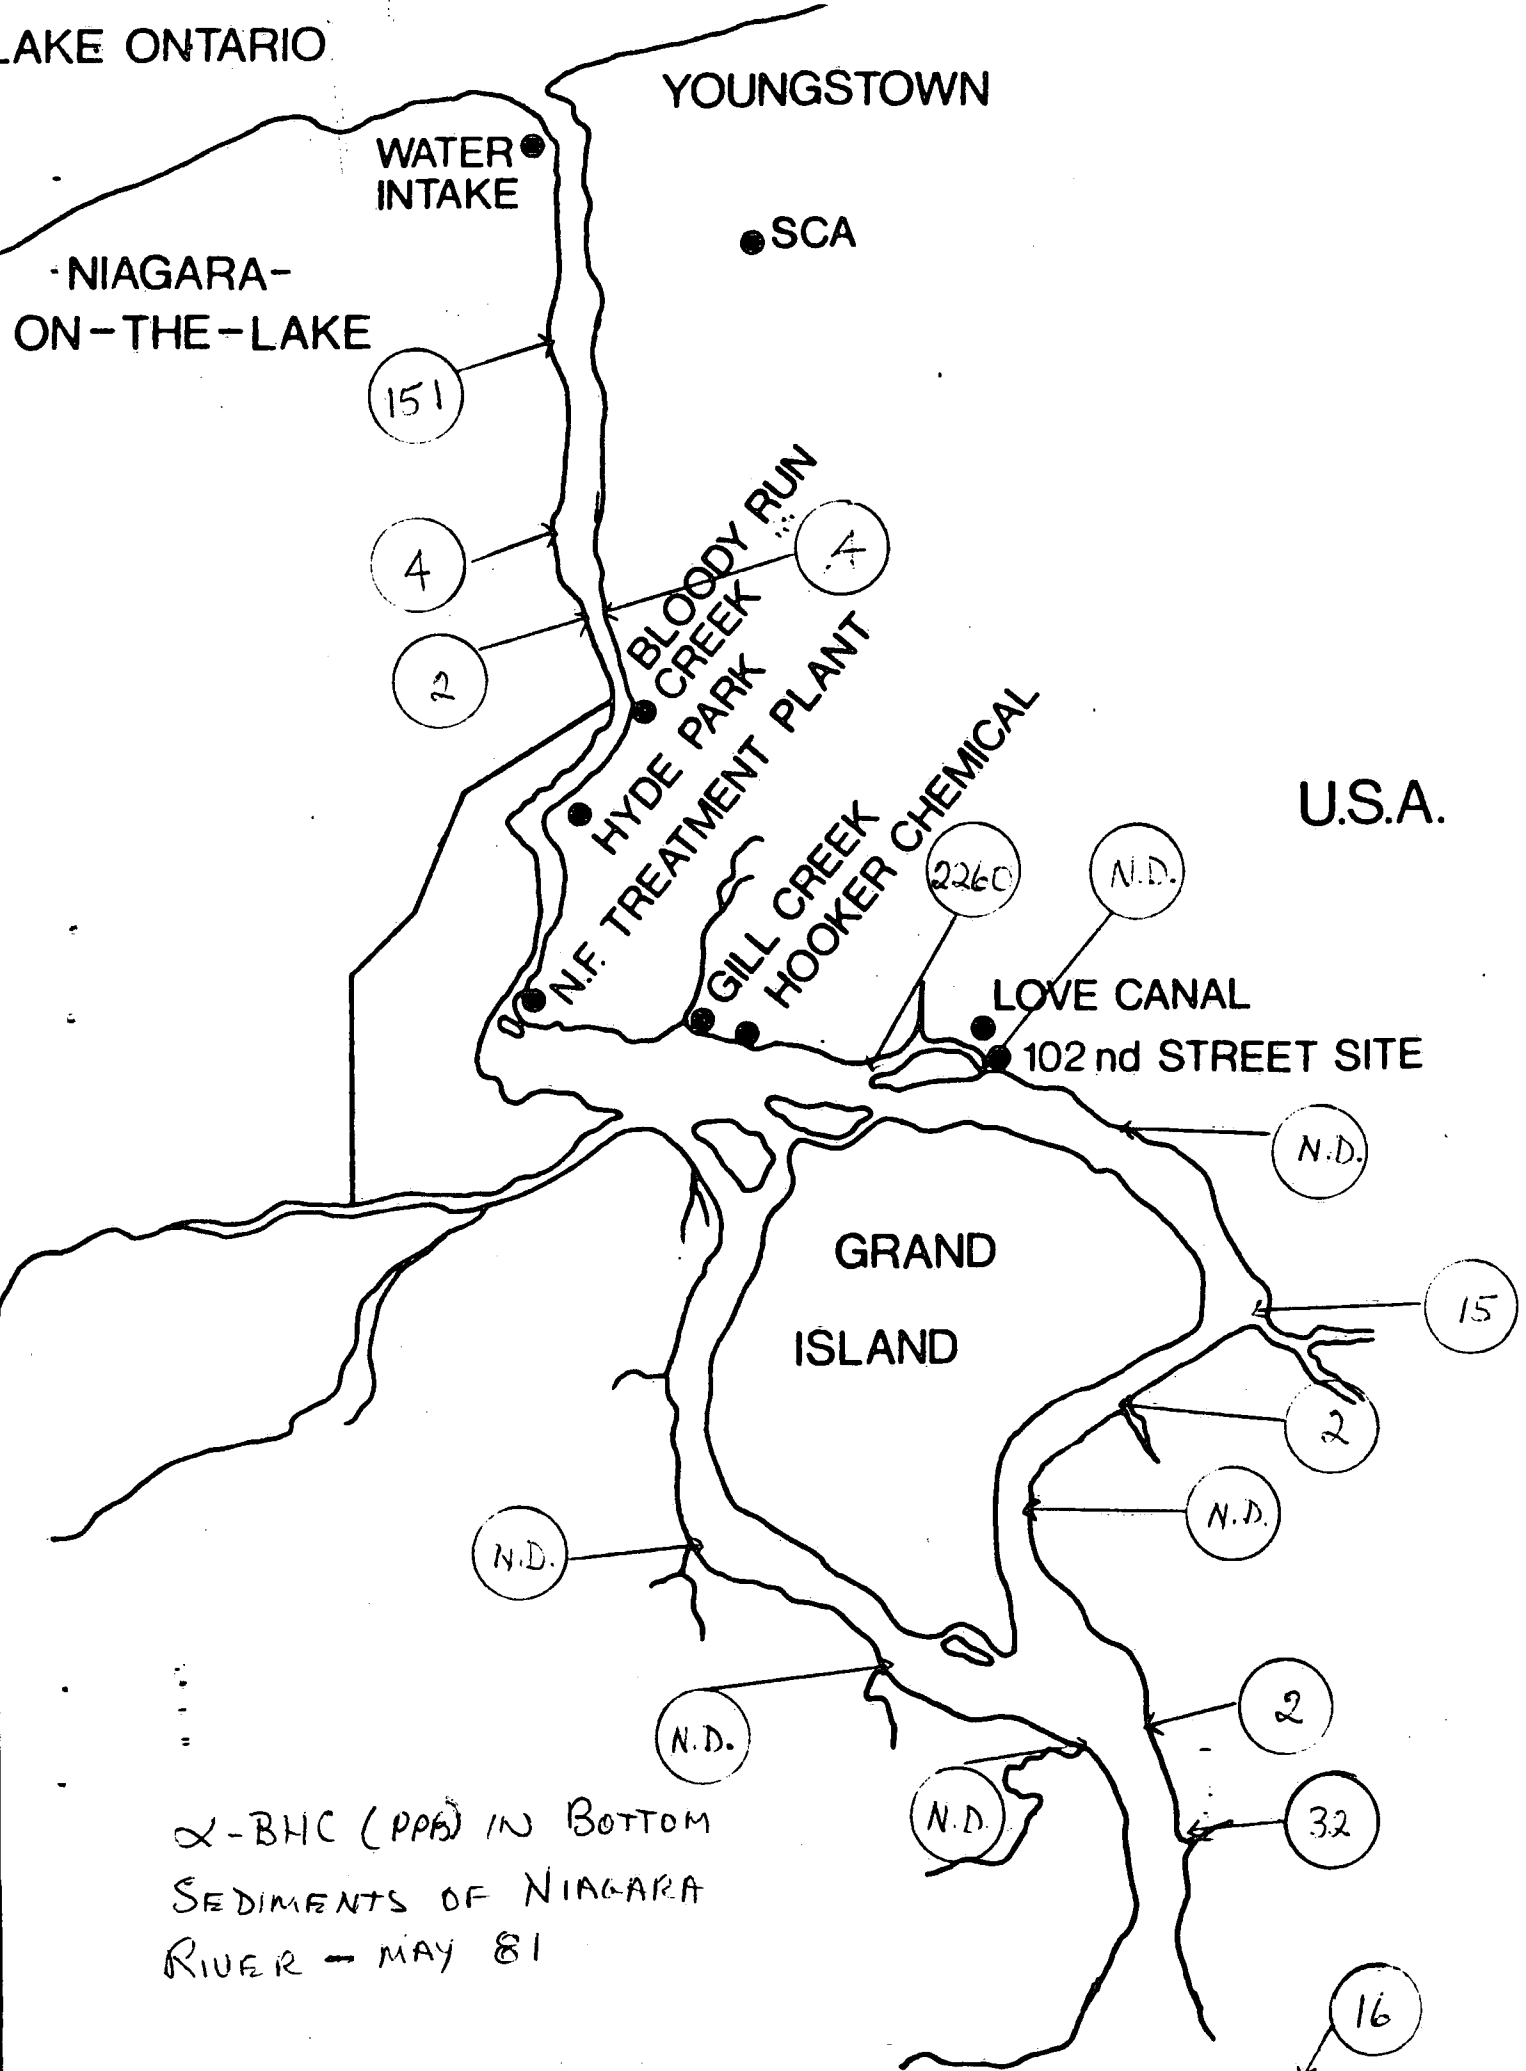 LAKE ONTARIO
YOUNGSTOWN
WATER
INTAKE
SCA
NIAGARA-
ON-THE-LAKE
151
4
.4
2
BLOODY RUN
CREEK
HYDE PARK
N.F. TREATMENT PLANT
GILL CREEK
HOOKER CHEMICAL
U.S.A.
2260
N.D.
LOVE CANAL
102nd STREET SITE
N.D.
GRAND
ISLAND
15
2
N.D.
N.D.
N.D.
2
N.D.
32
α-BHC (PPB) IN BOTTOM
SEDIMENTS OF NIAGARA
RIVER - MAY 81
16